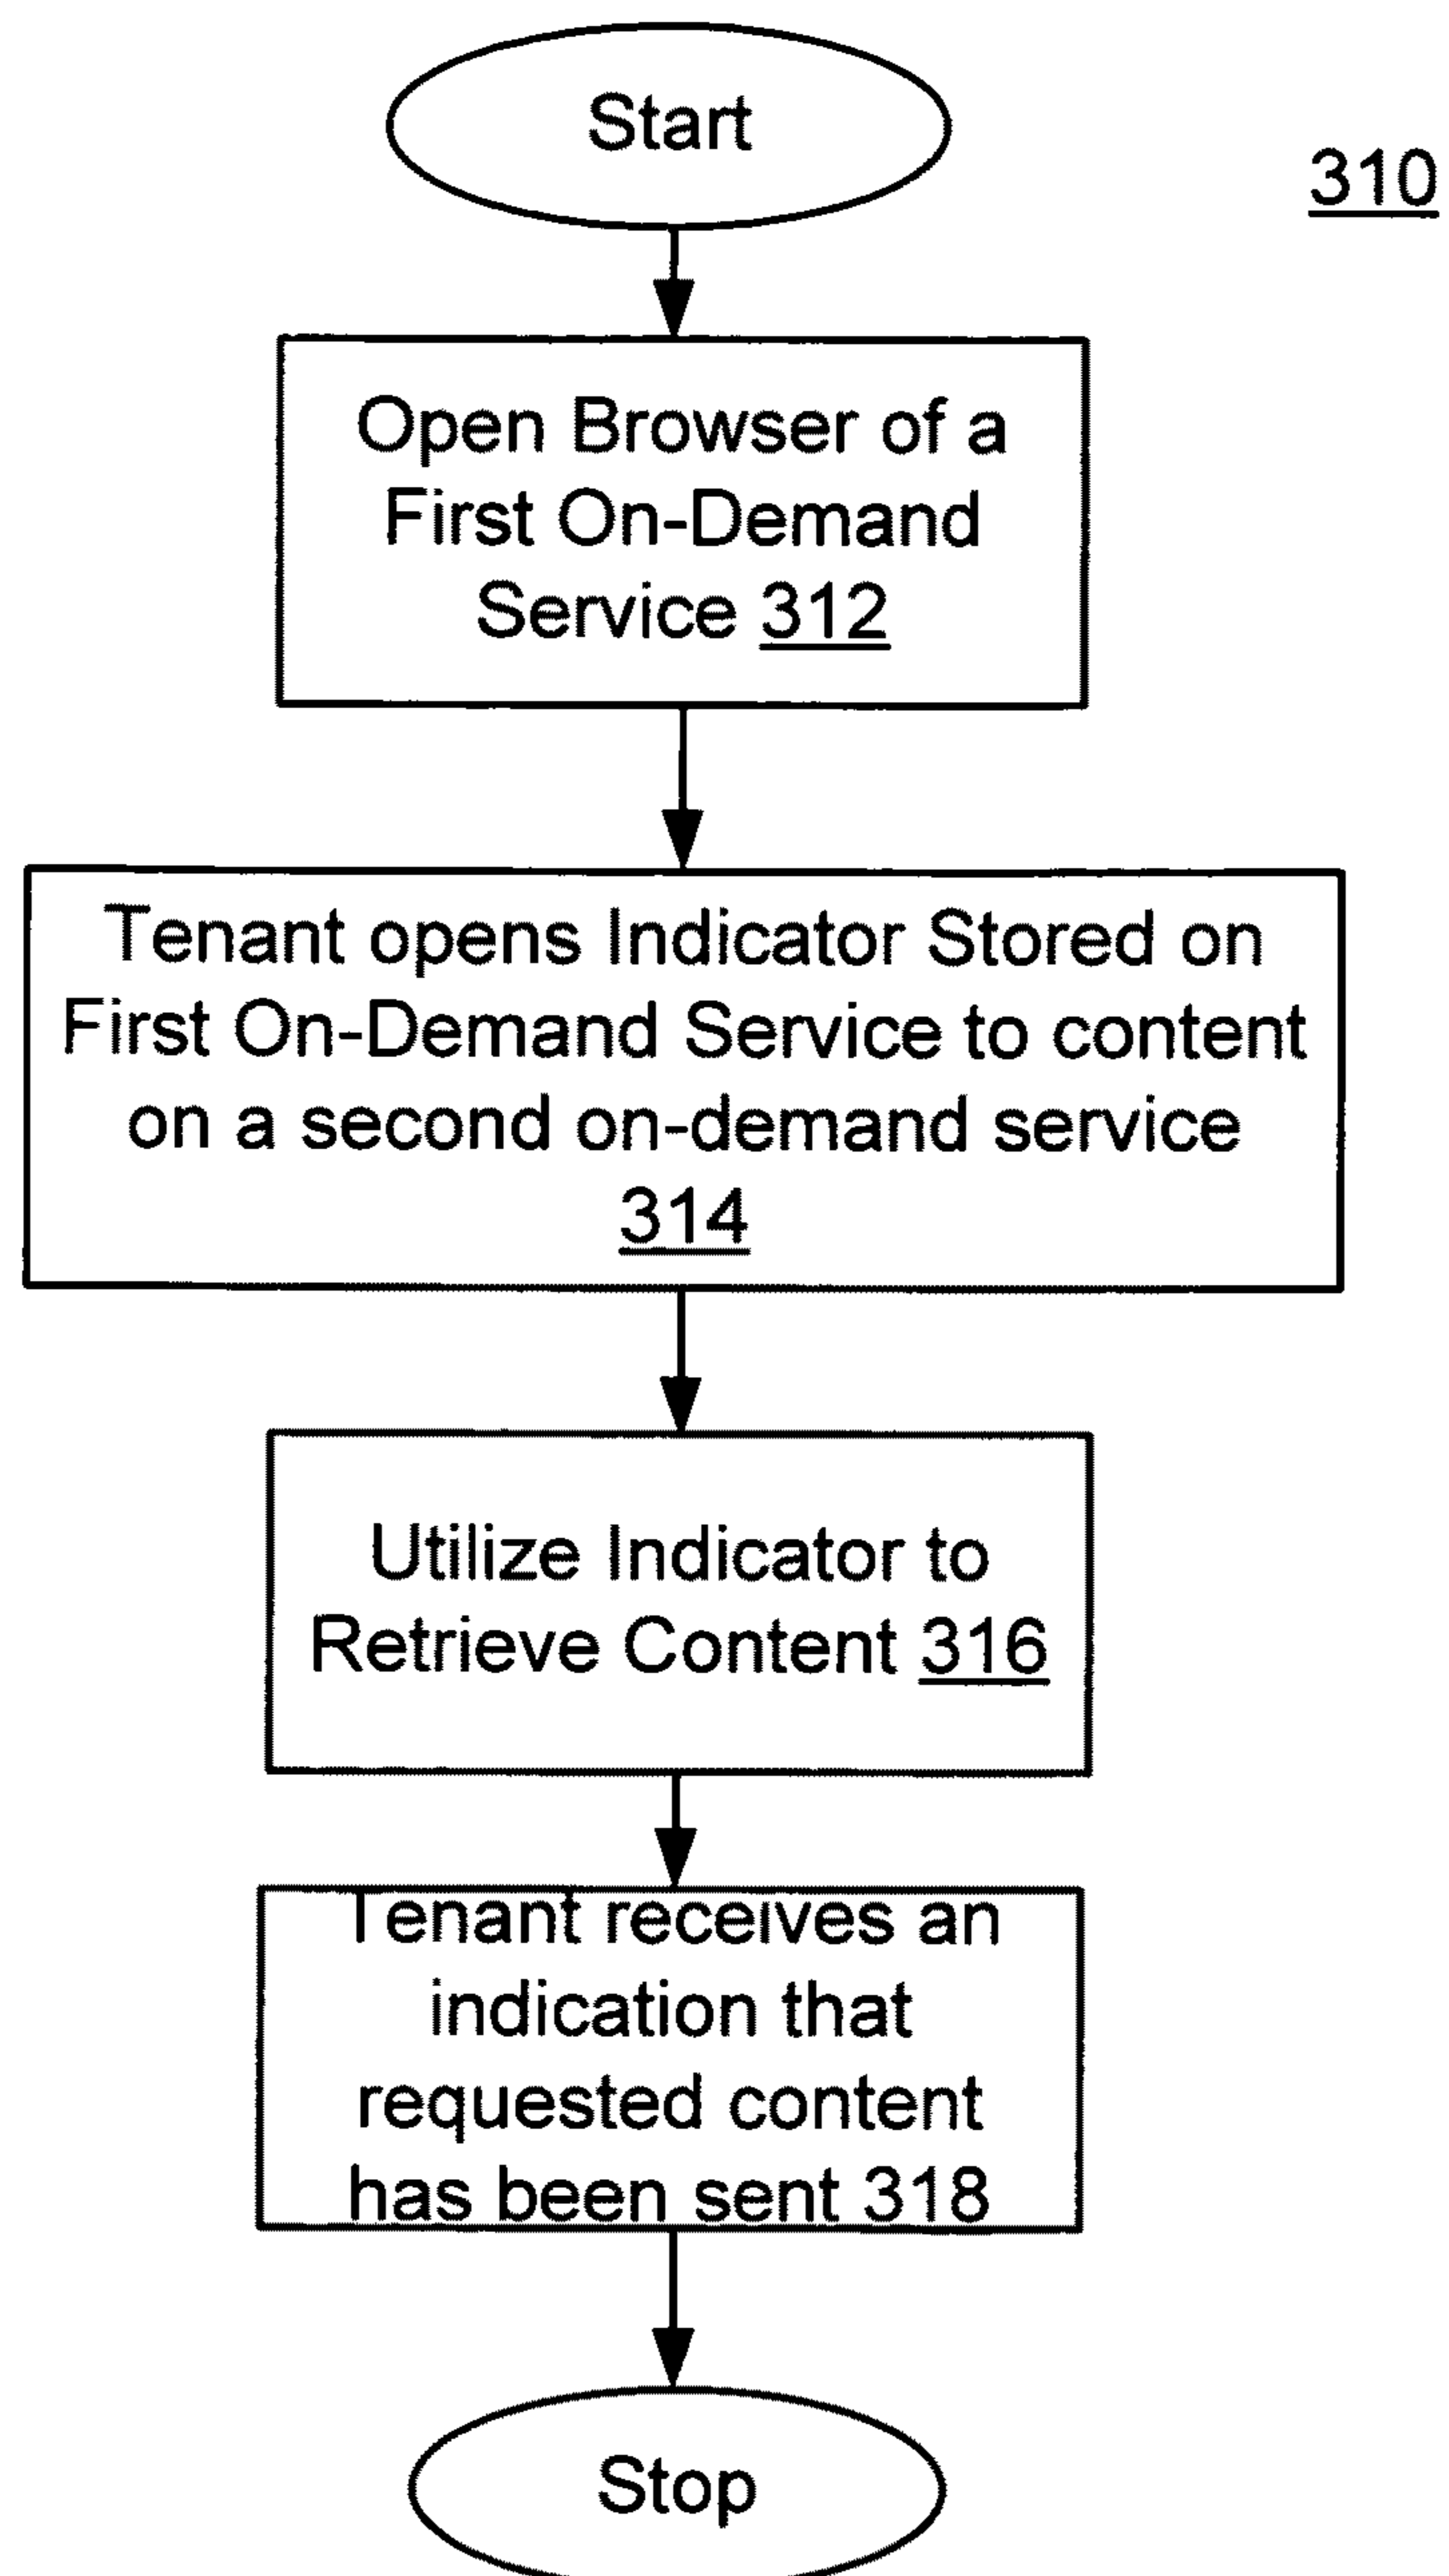 Start
310
Open Browser of a
First On-Demand
Service 312
Tenant opens Indicator Stored on
First On-Demand Service to content
on a second on-demand service
314
Utilize Indicator to
Retrieve Content 316
Tenant receives an
indication that
requested content
has been sent 318
Stop